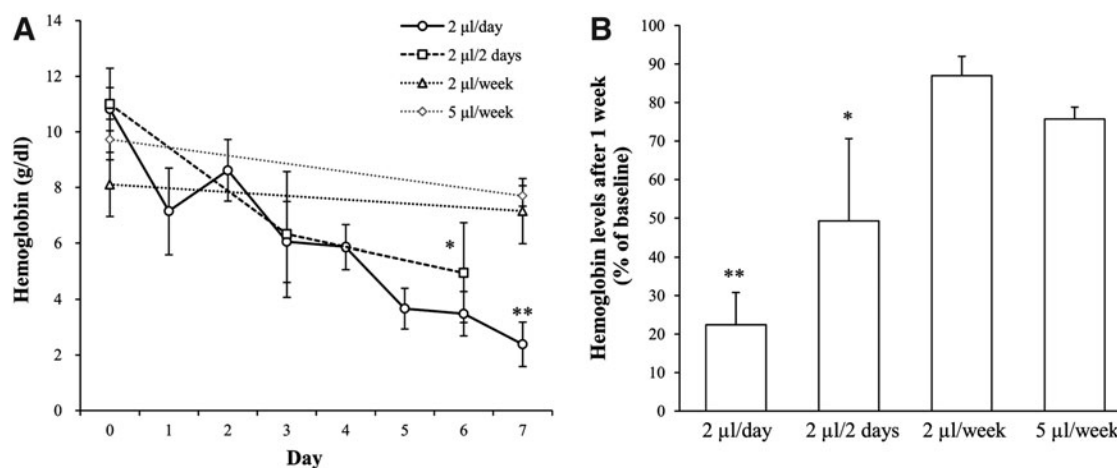 A
2 µl/day
2 µl/2 days
2 µl/week
5 µl/week
14
12
10
8
6
4
2
0
Hemoglobin (g/dl)
*
**
0 1 2 3 4 5 6 7
Day
B
100
90
80
70
60
50
40
30
20
10
0
Hemoglobin levels after 1 week
(% of baseline)
**
*
2 µl/day 2 µl/2 days 2 µl/week 5 µl/week